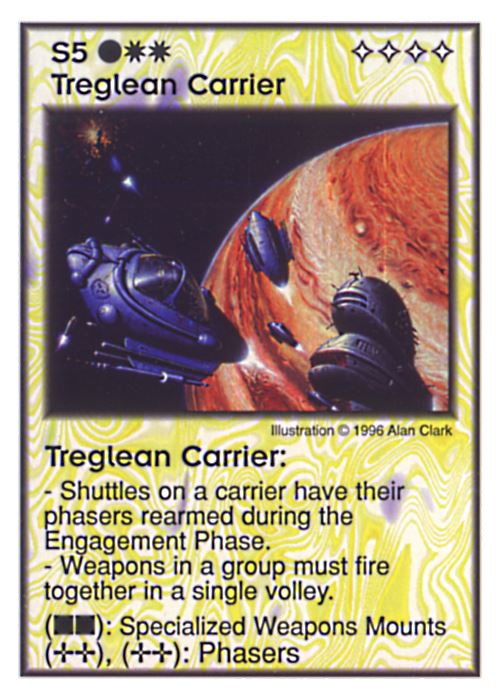 S5 ●✷✷ ✧✧✧✧
Treglean Carrier
Illustration © 1996 Alan Clark
Treglean Carrier:
- Shuttles on a carrier have their
phasers rearmed during the
Engagement Phase.
- Weapons in a group must fire
together in a single volley.
(■■): Specialized Weapons Mounts
(✛✛), (✛✛): Phasers